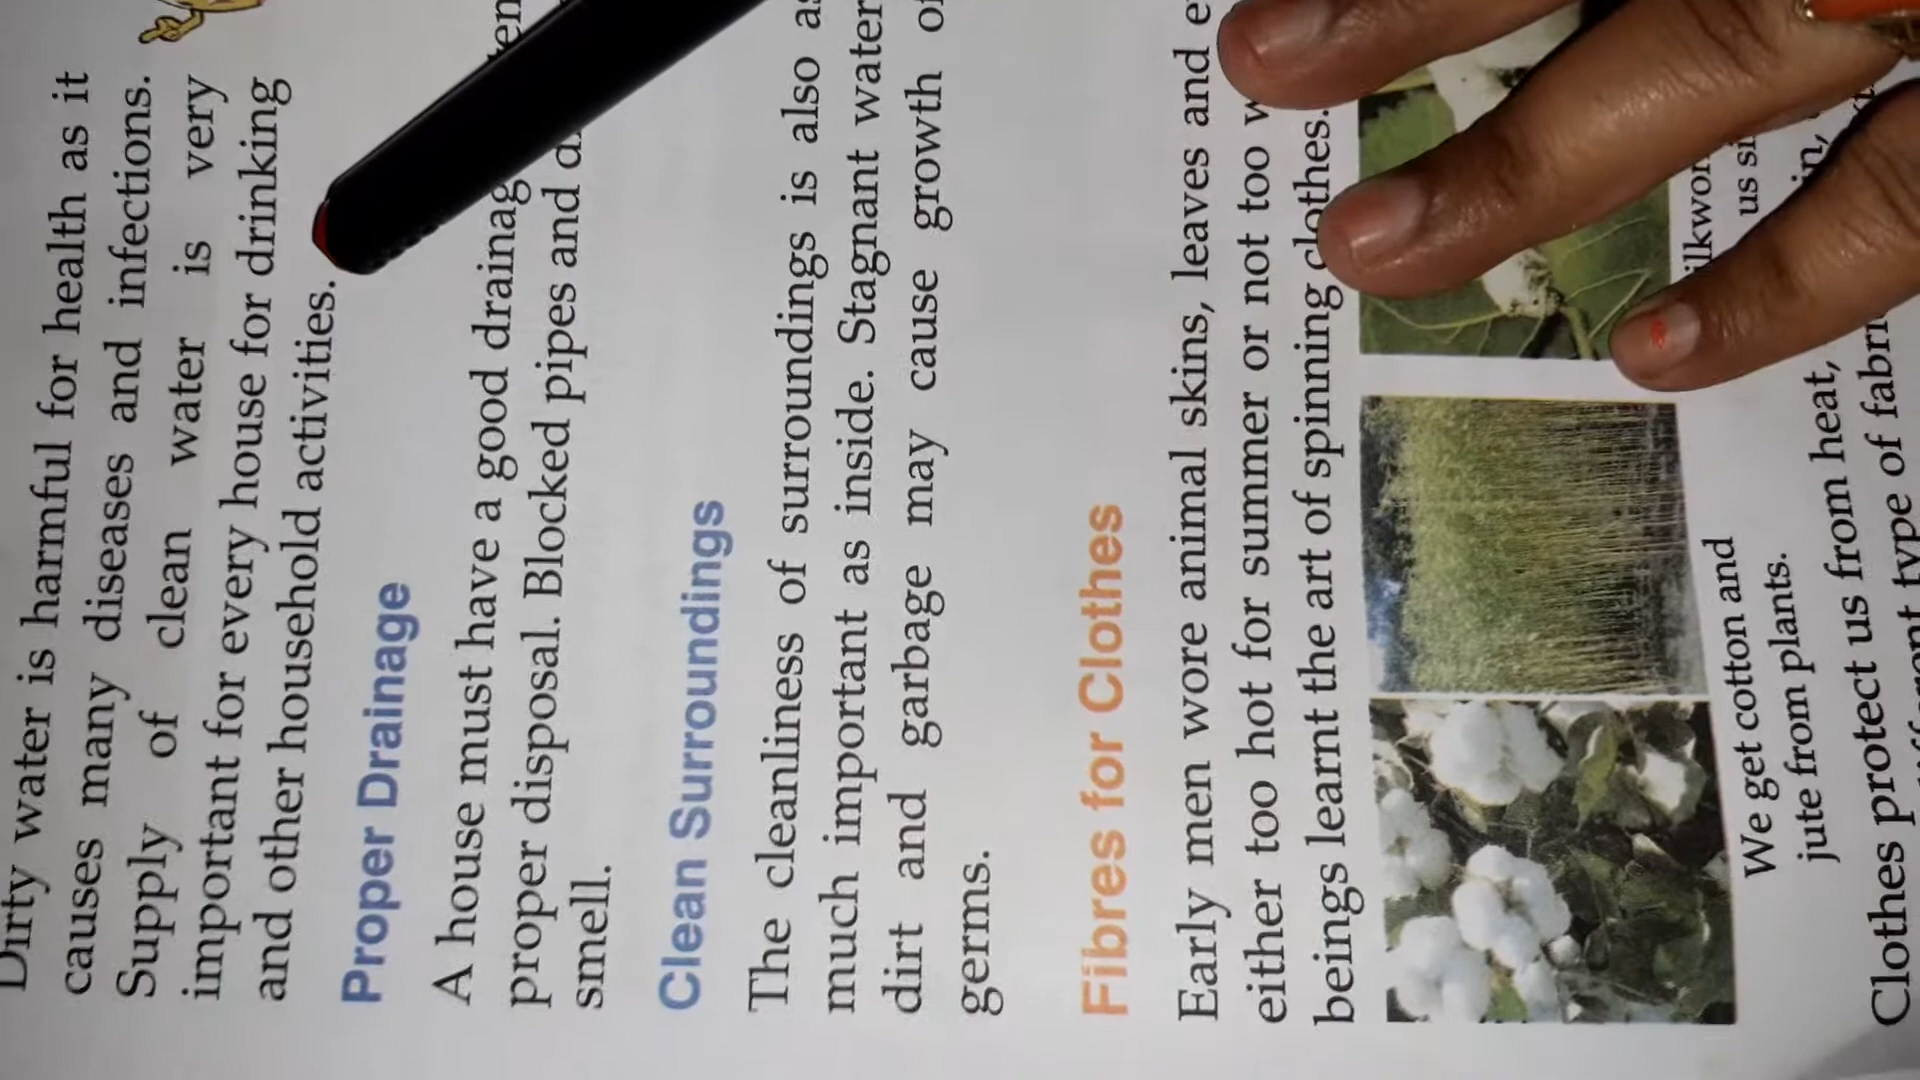 Dirty water is harmful for health as it
causes many diseases and infections.
Supply of clean water is very
important for every house for drinking
and other household activities.
Proper Drainage
A house must have a good
proper disposal. Blocked pipes and
smell.
Clean Surroundings
The cleanliness of surroundings is also as
much important as inside. Stagnant water
dirt and garbage may cause growth of
germs.
Fibres for Clothes
Early men wore animal skins, leaves and
either too hot for summer or not too
beings learnt the art of spinning clothes.
We get cotton and
jute from plants.
us
Clothes protect us from heat,
type of